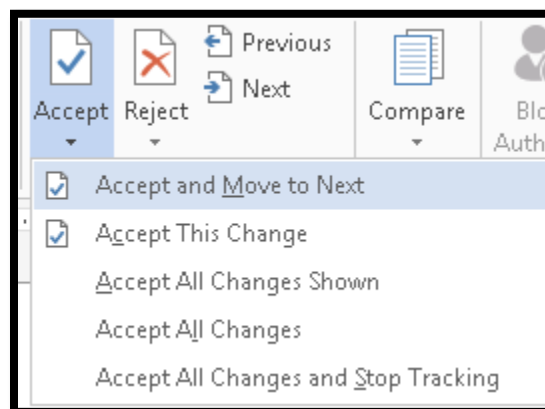 Previous
Next
Accept Reject Compare
Accept and Move to Next
Accept This Change
Accept All Changes Shown
Accept All Changes
Accept All Changes and Stop Tracking